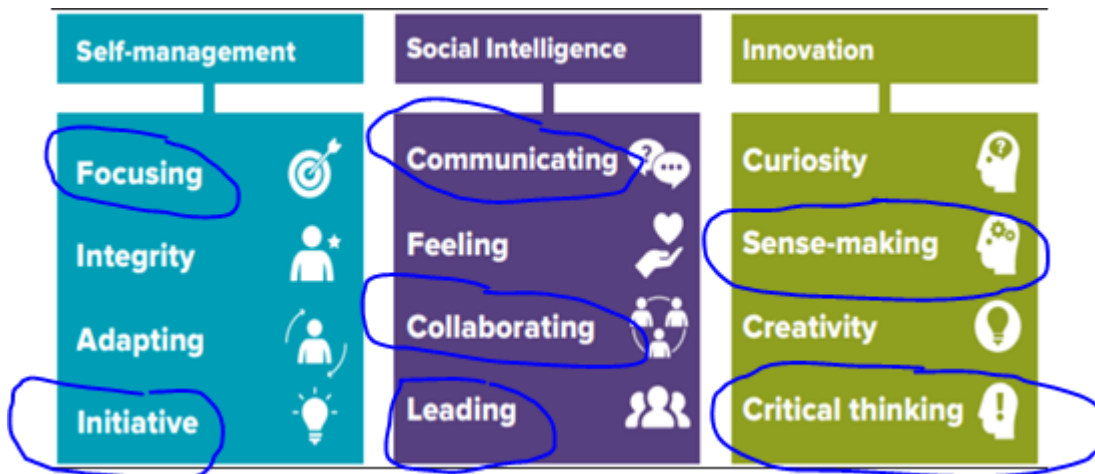 Self-management
Focusing
Integrity
Adapting
Initiative
Social Intelligence
Communicating
Feeling
Collaborating
Leading
Innovation
Curiosity
Sense-making
Creativity
Critical thinking